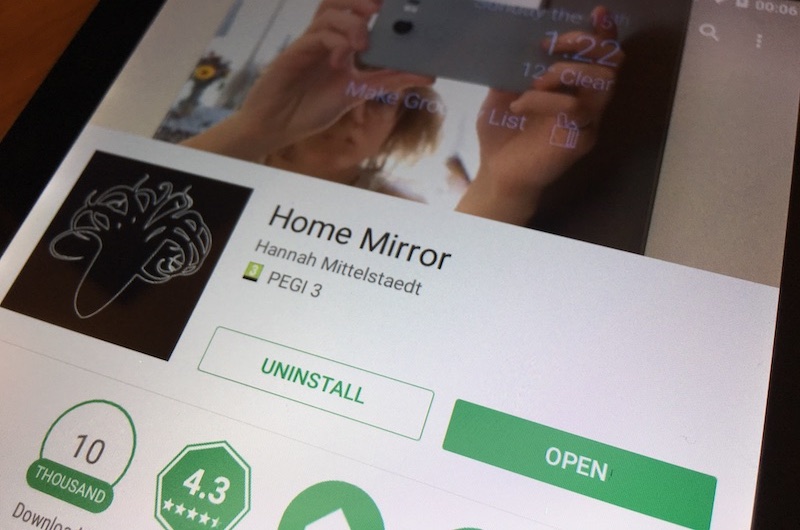 00:06
Sunday the 15th
1:22
12° Clear
Make Gro
List
Home Mirror
Hannah Mittelstaedt
3 PEGI 3
UNINSTALL
OPEN
10
THOUSAND
4.3